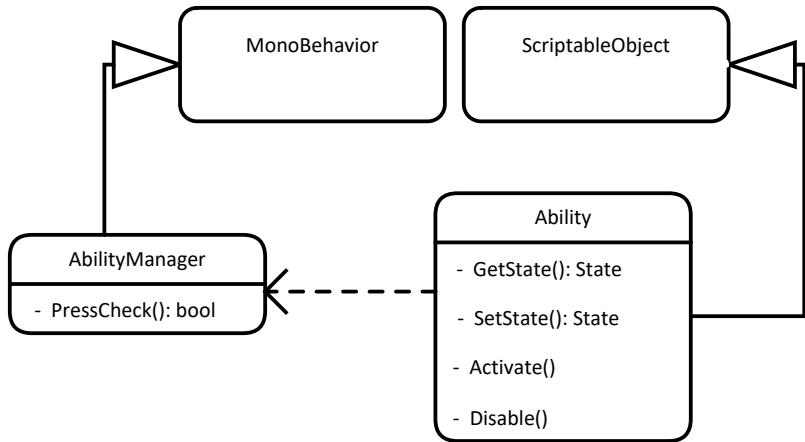 MonoBehavior
ScriptableObject
AbilityManager
- PressCheck(): bool
Ability
- GetState(): State
- SetState(): State
- Activate()
- Disable()